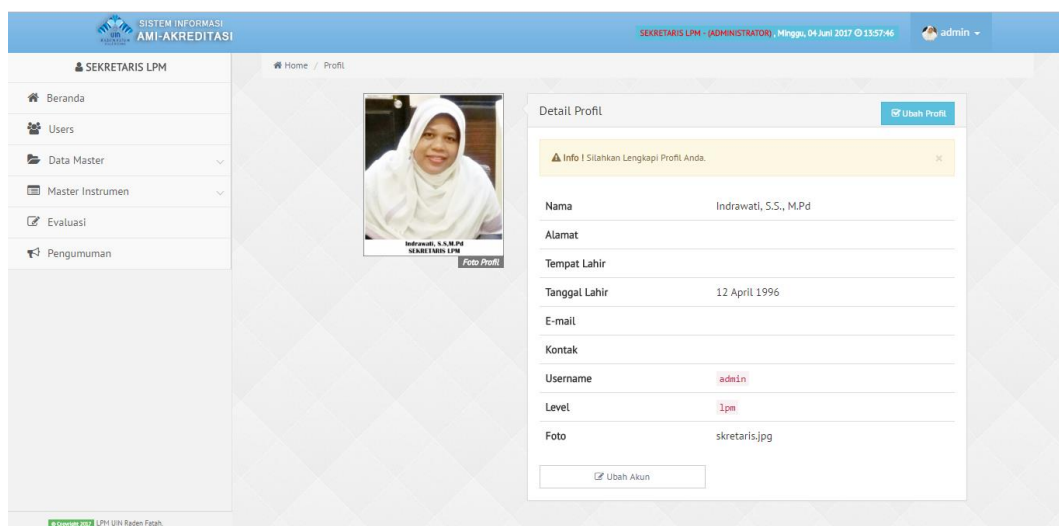 SISTEM INFORMASI
AMI-AKREDITASI
SEKRETARIS LPM - (ADMINISTRATOR) , Minggu, 04 Juni 2017 13:57:46
admin
SEKRETARIS LPM
Home / Profil
Beranda
Users
Data Master
Master Instrumen
Evaluasi
Pengumuman
Indrawati, S.S,M.Pd
SEKRETARIS LPM
Foto Profil
Detail Profil
Ubah Profil
Info ! Silahkan Lengkapi Profil Anda. ×
Nama Indrawati, S.S., M.Pd
Alamat
Tempat Lahir
Tanggal Lahir 12 April 1996
E-mail
Kontak
Username admin
Level lpm
Foto skretaris.jpg
Ubah Akun
© Copyright 2017 LPM UIN Raden Fatah.